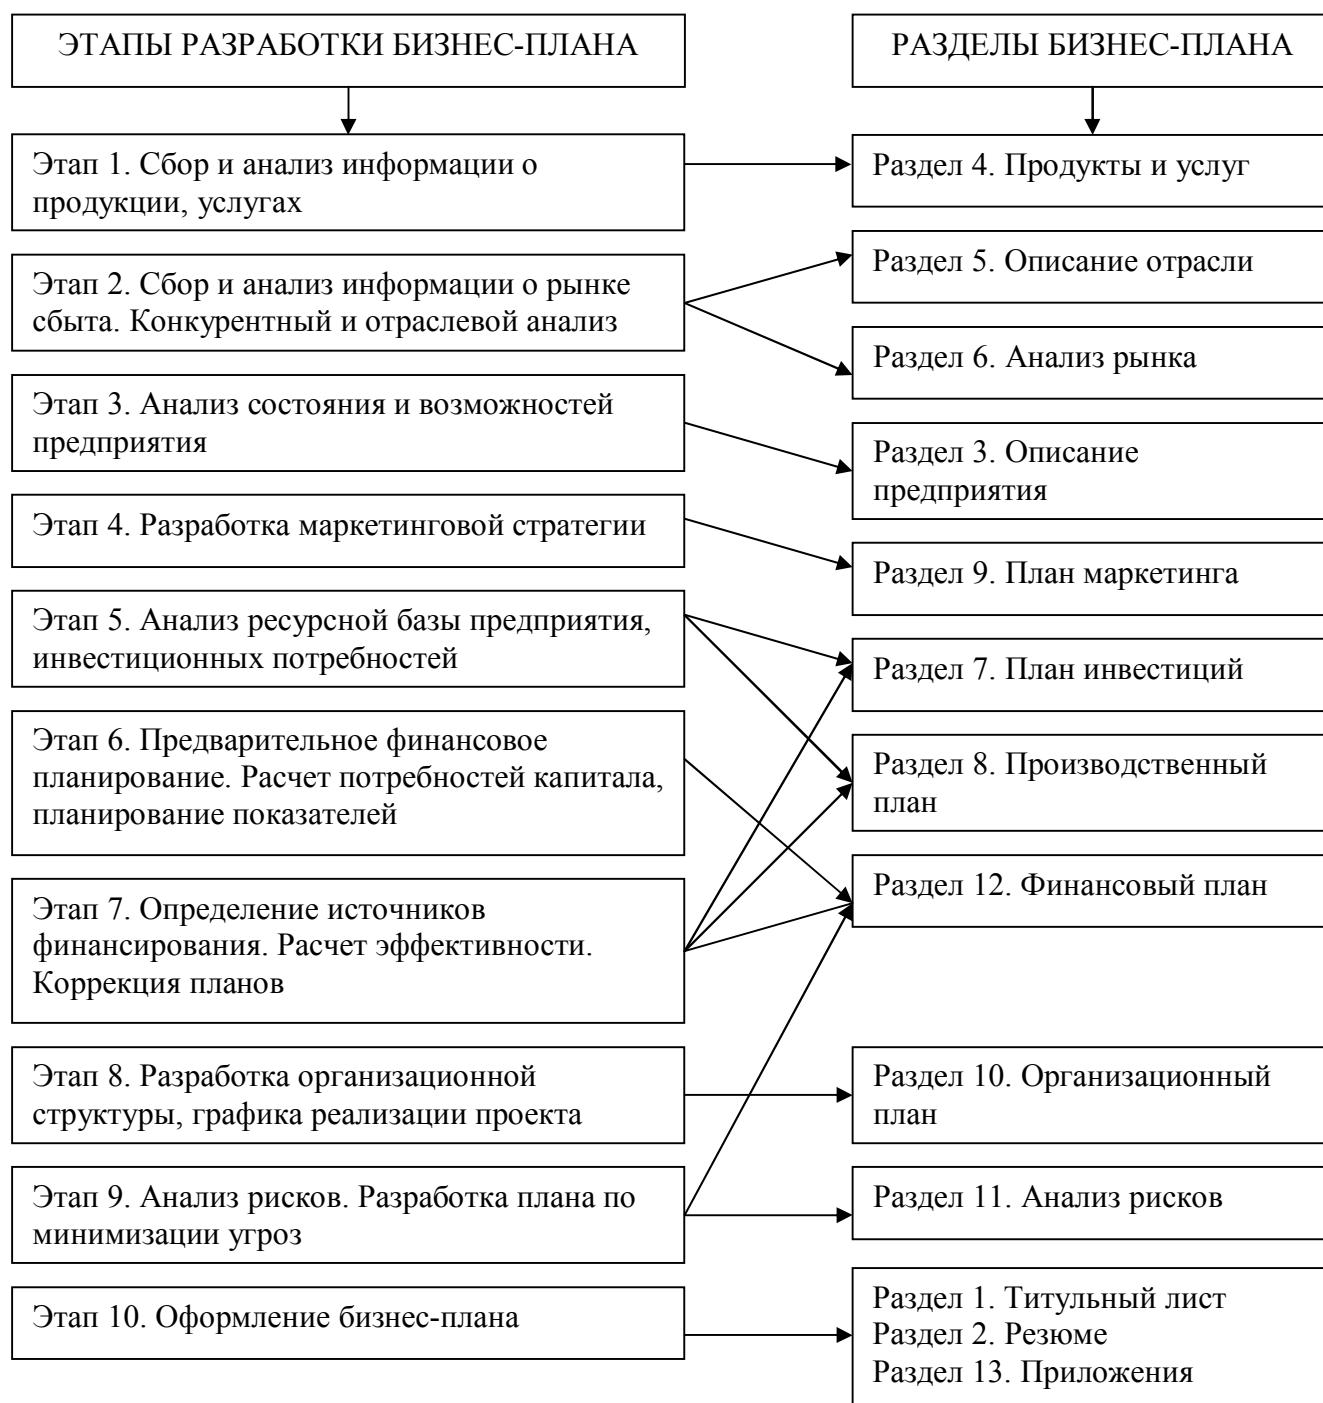 ЭТАПЫ РАЗРАБОТКИ БИЗНЕС-ПЛАНА
РАЗДЕЛЫ БИЗНЕС-ПЛАНА
Этап 1. Сбор и анализ информации о
продукции, услугах
Раздел 4. Продукты и услуг
Этап 2. Сбор и анализ информации о рынке
сбыта. Конкурентный и отраслевой анализ
Раздел 5. Описание отрасли
Раздел 6. Анализ рынка
Этап 3. Анализ состояния и возможностей
предприятия
Раздел 3. Описание
предприятия
Этап 4. Разработка маркетинговой стратегии
Раздел 9. План маркетинга
Этап 5. Анализ ресурсной базы предприятия,
инвестиционных потребностей
Раздел 7. План инвестиций
Этап 6. Предварительное финансовое
планирование. Расчет потребностей капитала,
планирование показателей
Раздел 8. Производственный
план
Этап 7. Определение источников
финансирования. Расчет эффективности.
Коррекция планов
Раздел 12. Финансовый план
Этап 8. Разработка организационной
структуры, графика реализации проекта
Раздел 10. Организационный
план
Этап 9. Анализ рисков. Разработка плана по
минимизации угроз
Раздел 11. Анализ рисков
Этап 10. Оформление бизнес-плана
Раздел 1. Титульный лист
Раздел 2. Резюме
Раздел 13. Приложения